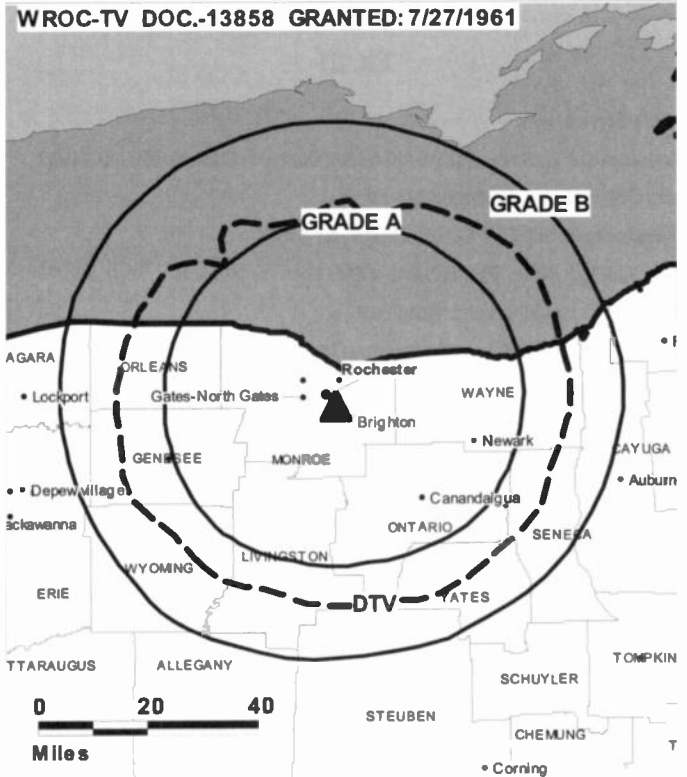 WROC-TV DOC.-13858 GRANTED: 7/27/1961
GRADE B
GRADE A
AGARA
ORLEANS
Rochester
Lockport
Gates-North Gates
WAYNE
Brighton
Newark
GENESEE
MONROE
CAYUGA
Depew village
Canandaigua
Auburn
ackawanna
ONTARIO
SENECA
LIVINGSTON
WYOMING
ERIE
DTV
YATES
TTARAUGUS
ALLEGANY
TOMPKIN
SCHUYLER
0 20 40
STEUBEN
Miles
CHEMUNG
T
Corning